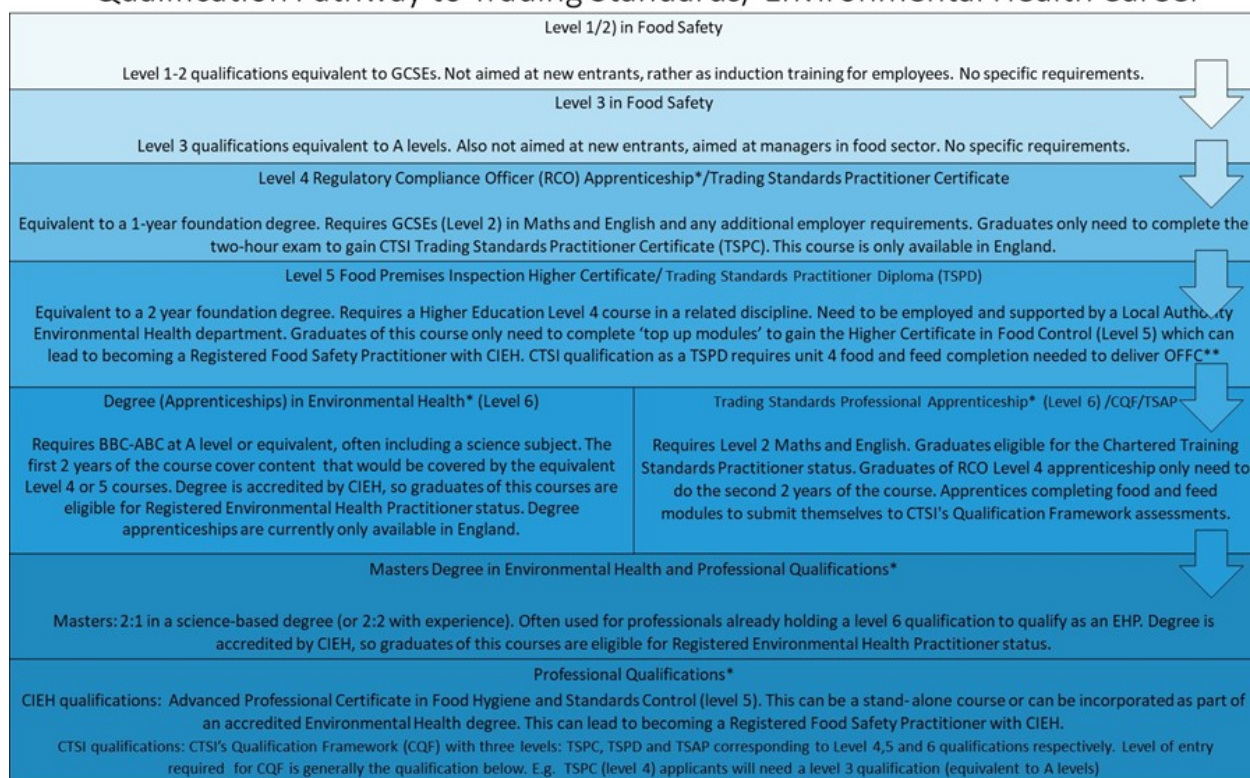 Qualification Pathway to Trading Standards/ Environmental Health Career
Level 1/2) in Food Safety
Level 1-2 qualifications equivalent to GCSEs. Not aimed at new entrants, rather as induction training for employees. No specific requirements.
Level 3 in Food Safety
Level 3 qualifications equivalent to A levels. Also not aimed at new entrants, aimed at managers in food sector. No specific requirements.
Level 4 Regulatory Compliance Officer (RCO) Apprenticeship*/Trading Standards Practitioner Certificate
Equivalent to a 1-year foundation degree. Requires GCSEs (Level 2) in Maths and English and any additional employer requirements. Graduates only need to complete the
two-hour exam to gain CTSI Trading Standards Practitioner Certificate (TSPC). This course is only available in England.
Level 5 Food Premises Inspection Higher Certificate/ Trading Standards Practitioner Diploma (TSPD)
Equivalent to a 2 year foundation degree. Requires a Higher Education Level 4 course in a related discipline. Need to be employed and supported by a Local Authority
Environmental Health department. Graduates of this course only need to complete ‘top up modules’ to gain the Higher Certificate in Food Control (Level 5) which can
lead to becoming a Registered Food Safety Practitioner with CIEH. CTSI qualification as a TSPD requires unit 4 food and feed completion needed to deliver OFFC**
Degree (Apprenticeships) in Environmental Health* (Level 6)
Requires BBC-ABC at A level or equivalent, often including a science subject. The
first 2 years of the course cover content that would be covered by the equivalent
Level 4 or 5 courses. Degree is accredited by CIEH, so graduates of this courses are
eligible for Registered Environmental Health Practitioner status. Degree
apprenticeships are currently only available in England.
Trading Standards Professional Apprenticeship* (Level 6) /CQF/TSAP
Requires Level 2 Maths and English. Graduates eligible for the Chartered Training
Standards Practitioner status. Graduates of RCO Level 4 apprenticeship only need to
do the second 2 years of the course. Apprentices completing food and feed
modules to submit themselves to CTSI's Qualification Framework assessments.
Masters Degree in Environmental Health and Professional Qualifications*
Masters: 2:1 in a science-based degree (or 2:2 with experience). Often used for professionals already holding a level 6 qualification to qualify as an EHP. Degree is
accredited by CIEH, so graduates of this courses are eligible for Registered Environmental Health Practitioner status.
Professional Qualifications*
CIEH qualifications: Advanced Professional Certificate in Food Hygiene and Standards Control (level 5). This can be a stand-alone course or can be incorporated as part of
an accredited Environmental Health degree. This can lead to becoming a Registered Food Safety Practitioner with CIEH.
CTSI qualifications: CTSI’s Qualification Framework (CQF) with three levels: TSPC, TSPD and TSAP corresponding to Level 4,5 and 6 qualifications respectively. Level of entry
required for CQF is generally the qualification below. E.g. TSPC (level 4) applicants will need a level 3 qualification (equivalent to A levels)